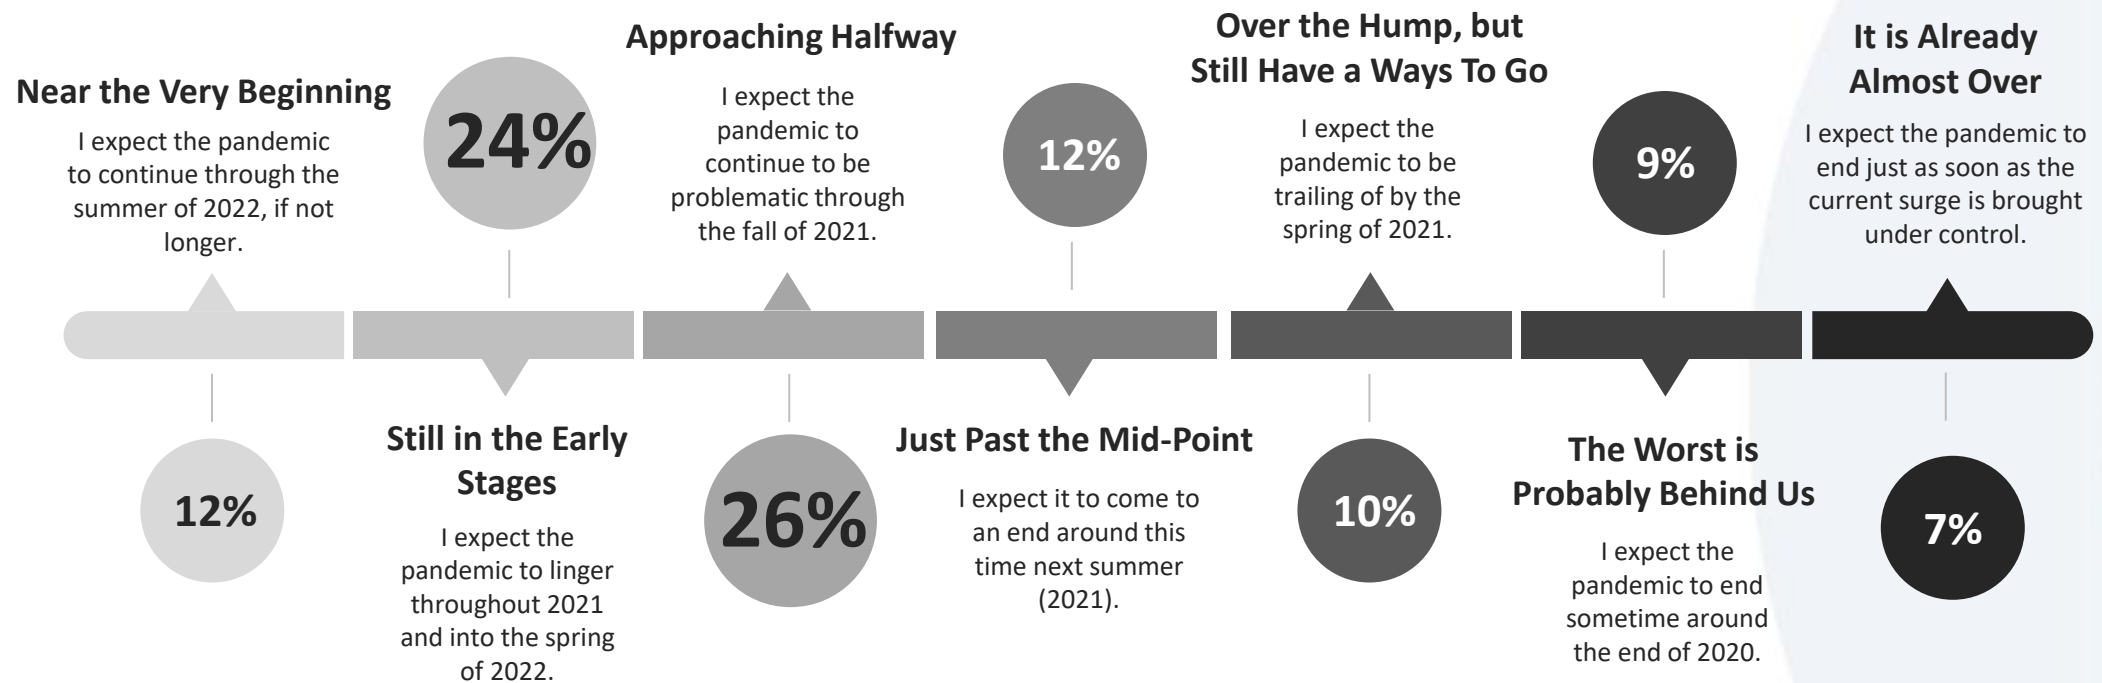 Near the Very Beginning
I expect the pandemic
to continue through the
summer of 2022, if not
longer.
12%
24%
Still in the Early
Stages
I expect the
pandemic to linger
throughout 2021
and into the spring
of 2022.
Approaching Halfway
I expect the
pandemic to
continue to be
problematic through
the fall of 2021.
26%
12%
Just Past the Mid-Point
I expect it to come to
an end around this
time next summer
(2021).
Over the Hump, but
Still Have a Ways To Go
I expect the
pandemic to be
trailing of by the
spring of 2021.
10%
9%
The Worst is
Probably Behind Us
I expect the
pandemic to end
sometime around
the end of 2020.
It is Already
Almost Over
I expect the pandemic to
end just as soon as the
current surge is brought
under control.
7%